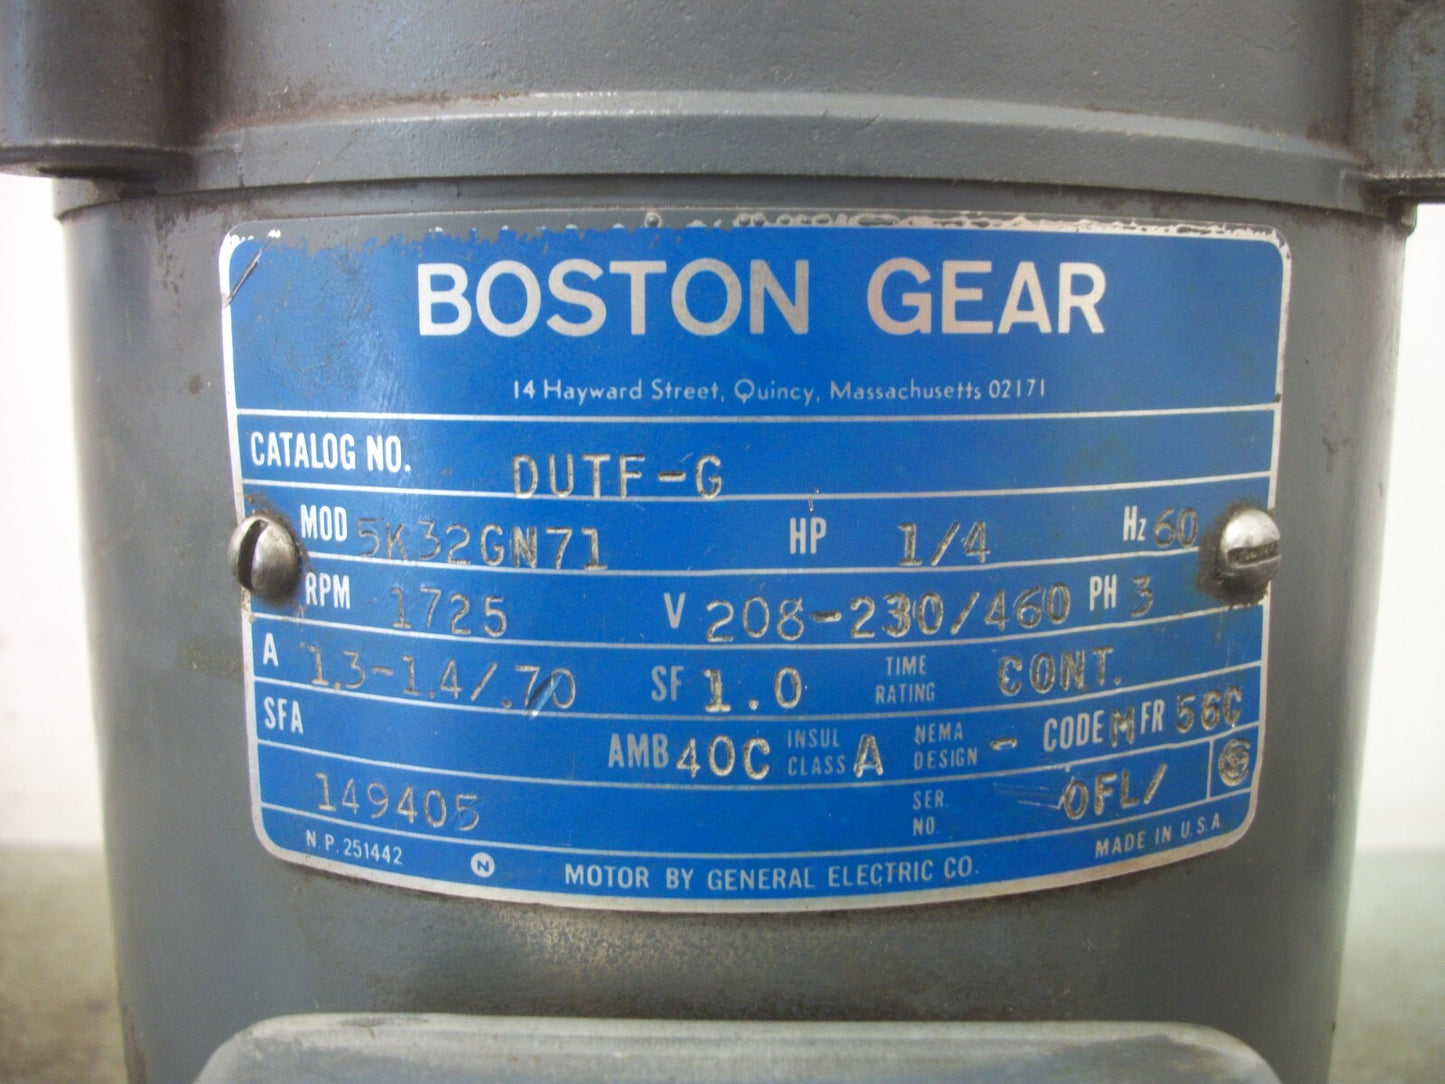 BOSTON GEAR
14 Hayward Street, Quincy, Massachusetts 02171
CATALOG NO. DUTF-G
MOD 5K32GN71 HP 1/4 Hz 60
RPM 1725 V 208-230/460 PH 3
A 1.3-1.4/.70 SF 1.0 TIME RATING CONT.
SFA AMB 40C INSUL CLASS A NEMA DESIGN - CODE M FR 56C
149405 SER. NO. OFL/
N.P. 251442 N MOTOR BY GENERAL ELECTRIC CO. MADE IN U.S.A.